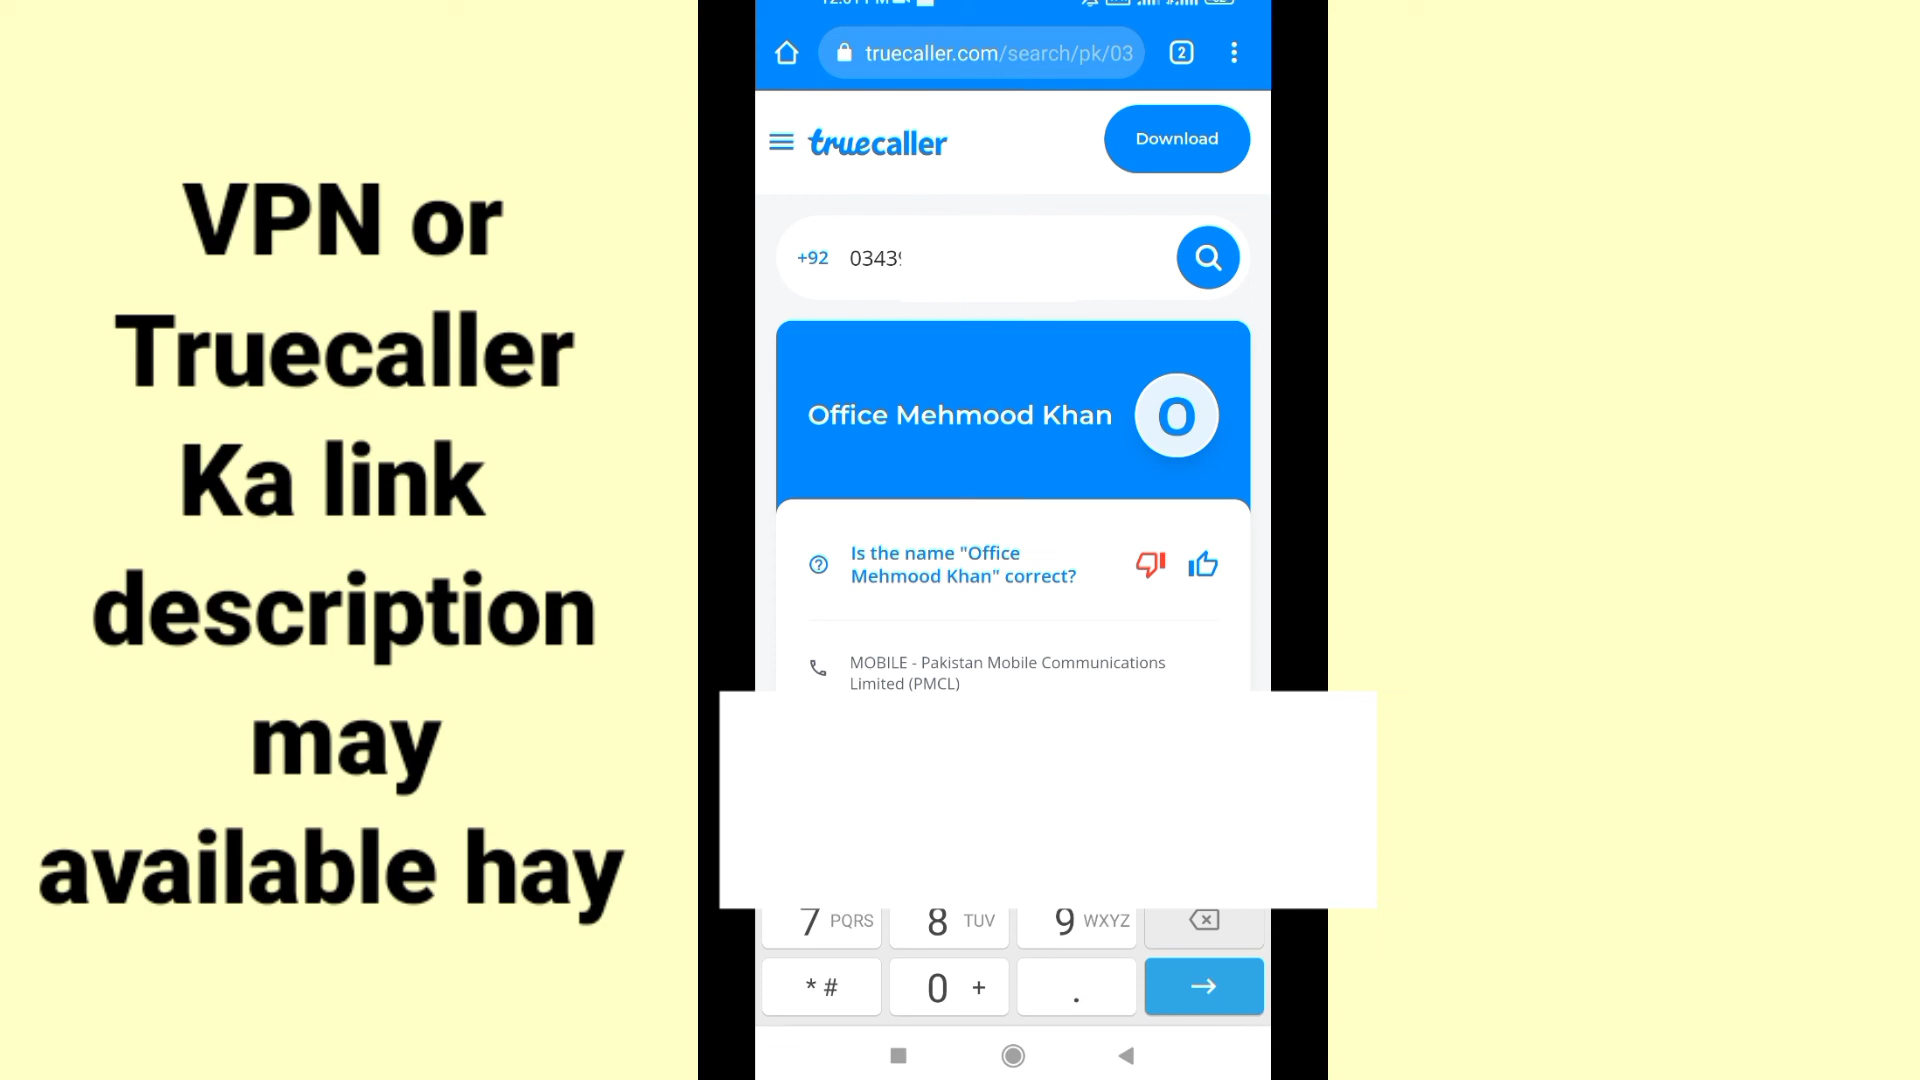 VPN or
Truecaller
Ka link
description
may
available hay
truecaller.com/search/pk/03
2
truecaller
Download
+92 0343
Office Mehmood Khan
O
Is the name "Office
Mehmood Khan" correct?
MOBILE - Pakistan Mobile Communications
Limited (PMCL)
7 PQRS 8 TUV 9 WXYZ
* # 0 + .